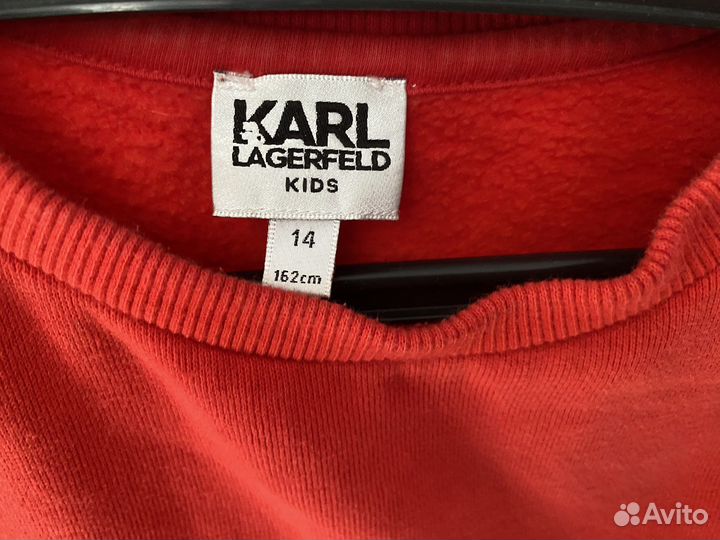 KARL
LAGERFELD
KIDS
14
162cm
Avito